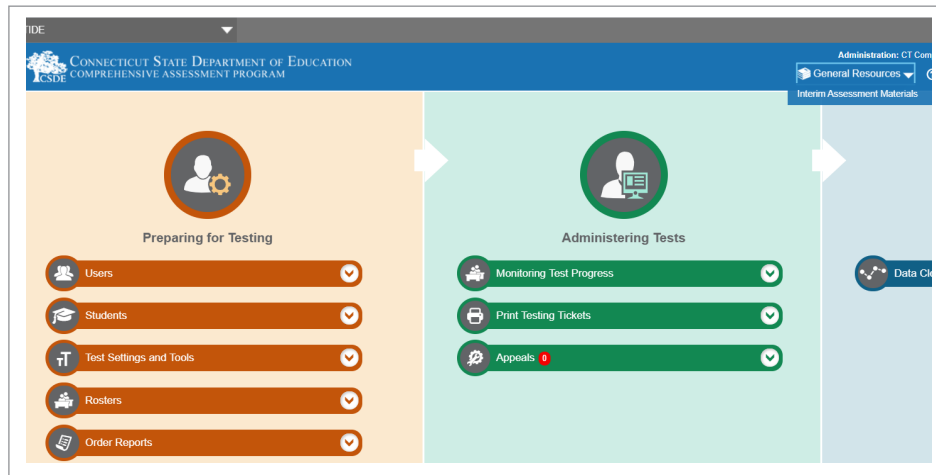 TIDE
CONNECTICUT STATE DEPARTMENT OF EDUCATION
CSDE COMPREHENSIVE ASSESSMENT PROGRAM
Administration: CT Com
General Resources
Interim Assessment Materials
Preparing for Testing
Users
Students
Test Settings and Tools
Rosters
Order Reports
Administering Tests
Monitoring Test Progress
Print Testing Tickets
Appeals 0
Data Cle